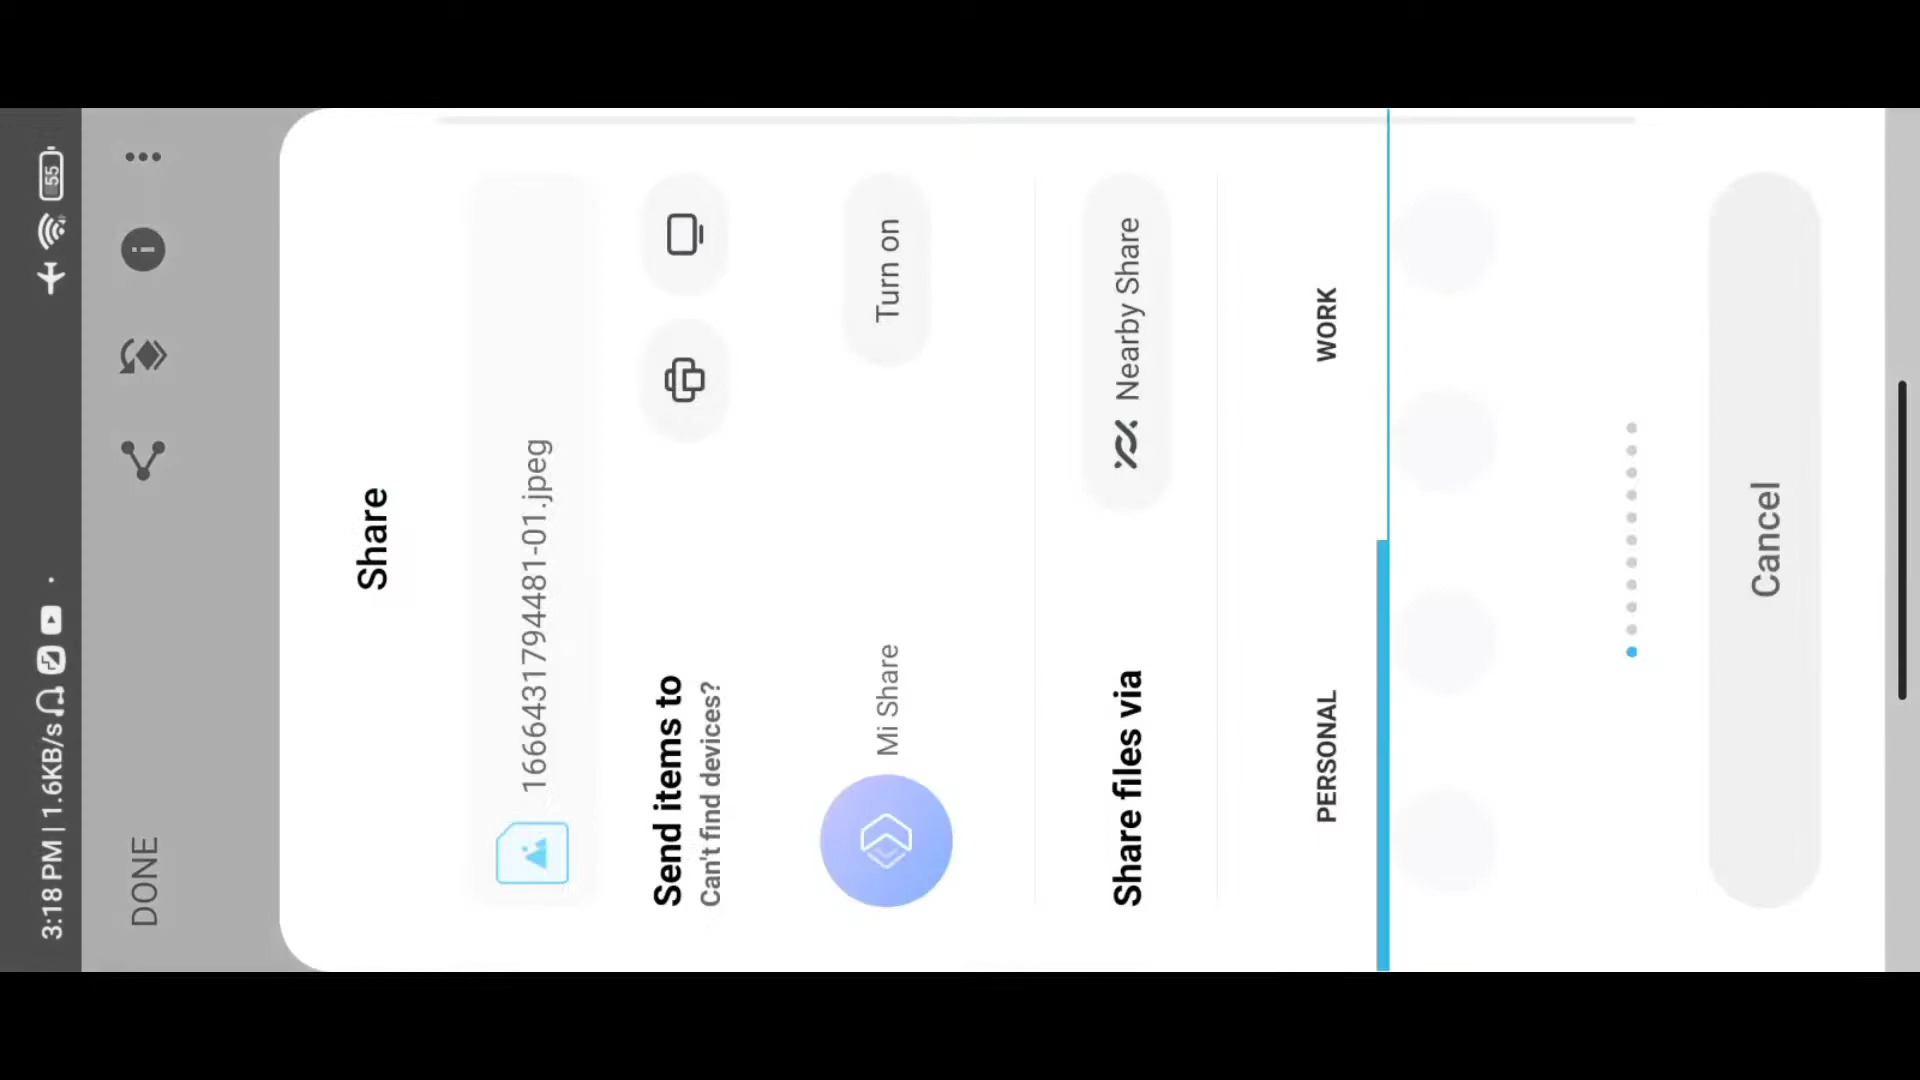 3:18 PM | 1.6KB/s
55
DONE
Share
1666431794481-01.jpeg
Send items to
Can't find devices?
Mi Share
Turn on
Share files via
Nearby Share
PERSONAL
WORK
Cancel